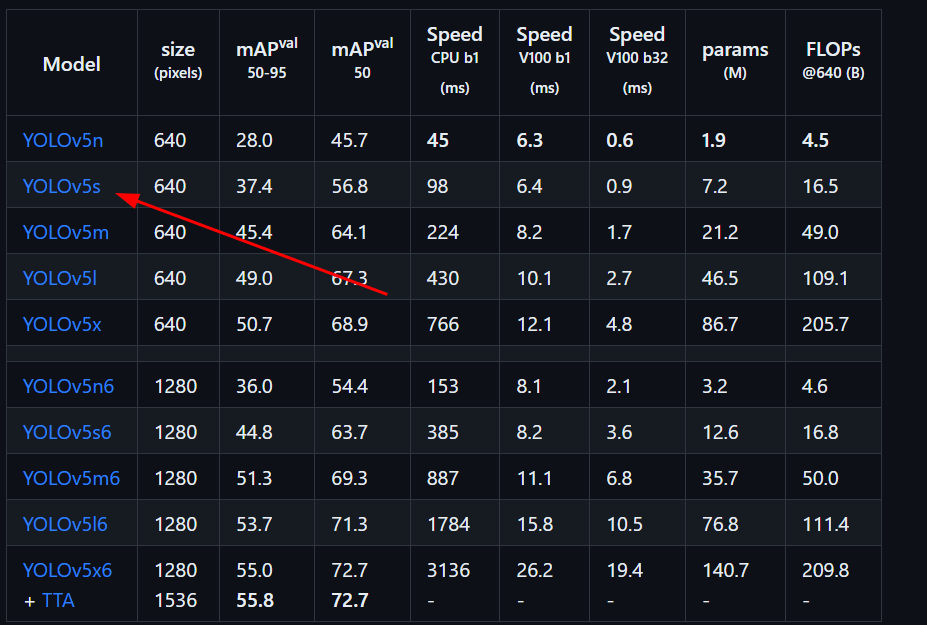 Model size (pixels) mAPval 50-95 mAPval 50 Speed CPU b1 (ms) Speed V100 b1 (ms) Speed V100 b32 (ms) params (M) FLOPs @640 (B)
YOLOv5n 640 28.0 45.7 45 6.3 0.6 1.9 4.5
YOLOv5s 640 37.4 56.8 98 6.4 0.9 7.2 16.5
YOLOv5m 640 45.4 64.1 224 8.2 1.7 21.2 49.0
YOLOv5l 640 49.0 67.3 430 10.1 2.7 46.5 109.1
YOLOv5x 640 50.7 68.9 766 12.1 4.8 86.7 205.7
YOLOv5n6 1280 36.0 54.4 153 8.1 2.1 3.2 4.6
YOLOv5s6 1280 44.8 63.7 385 8.2 3.6 12.6 16.8
YOLOv5m6 1280 51.3 69.3 887 11.1 6.8 35.7 50.0
YOLOv5l6 1280 53.7 71.3 1784 15.8 10.5 76.8 111.4
YOLOv5x6 1280 55.0 72.7 3136 26.2 19.4 140.7 209.8
+ TTA 1536 55.8 72.7 - - - - -